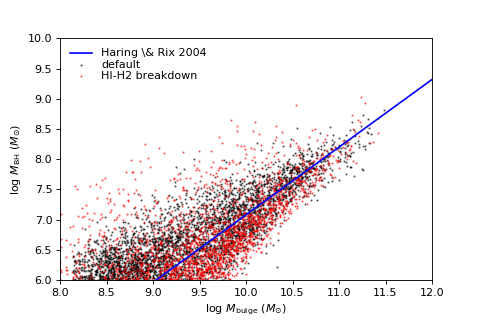 10.0
9.5
9.0
8.5
8.0
7.5
7.0
6.5
6.0
log M_BH (M_⊙)
Haring \& Rix 2004
default
HI-H2 breakdown
8.0 8.5 9.0 9.5 10.0 10.5 11.0 11.5 12.0
log M_bulge (M_⊙)